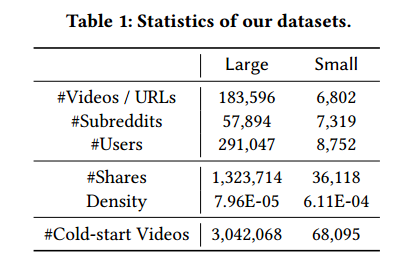 Table 1: Statistics of our datasets.
Large Small
#Videos / URLs 183,596 6,802
#Subreddits 57,894 7,319
#Users 291,047 8,752
#Shares 1,323,714 36,118
Density 7.96E-05 6.11E-04
#Cold-start Videos 3,042,068 68,095